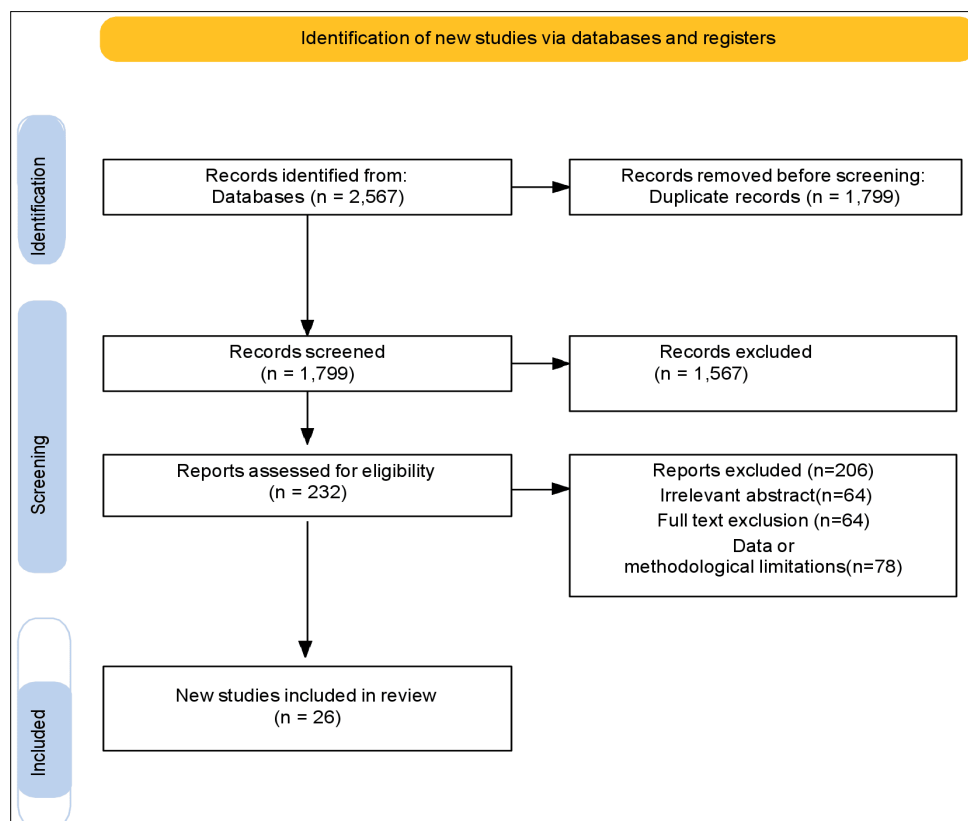 Identification of new studies via databases and registers
Identification
Records identified from:
Databases (n = 2,567)
Records removed before screening:
Duplicate records (n = 1,799)
Screening
Records screened
(n = 1,799)
Records excluded
(n = 1,567)
Reports assessed for eligibility
(n = 232)
Reports excluded (n=206)
Irrelevant abstract(n=64)
Full text exclusion (n=64)
Data or
methodological limitations(n=78)
Included
New studies included in review
(n = 26)